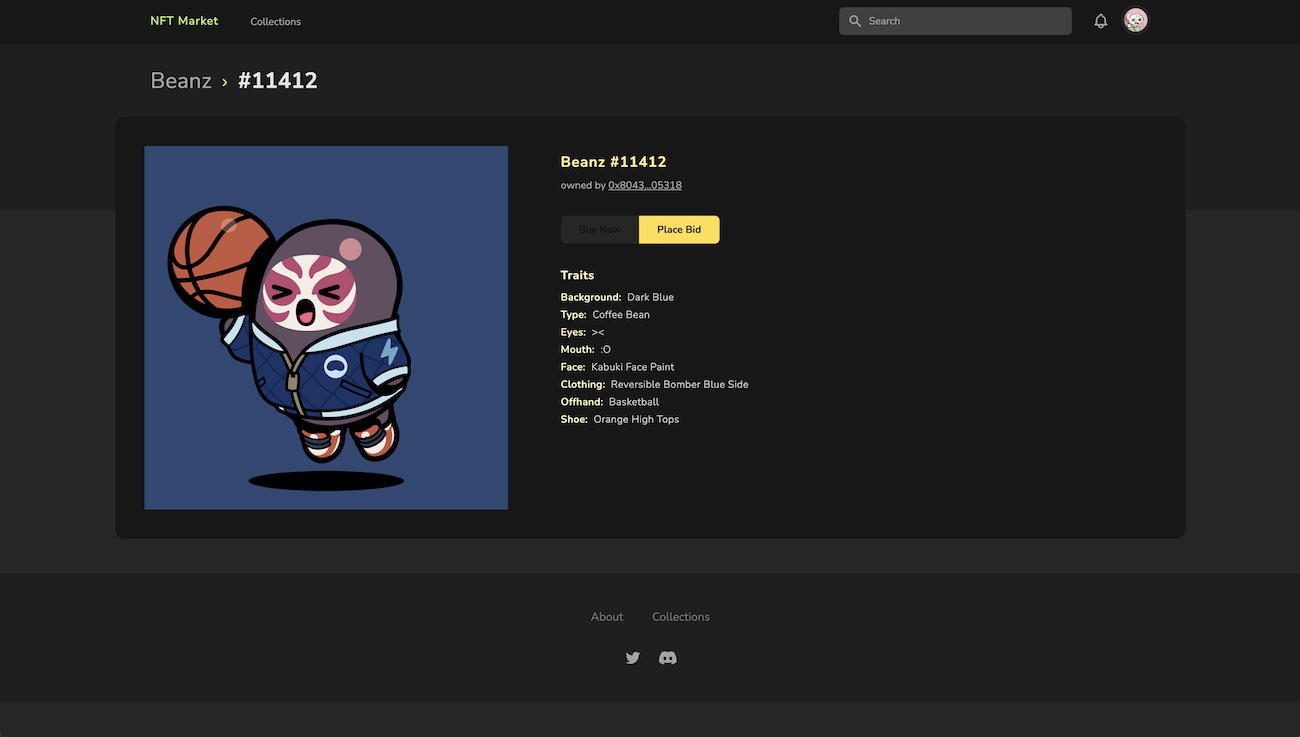 NFT Market
Collections
Search
Beanz › #11412
Beanz #11412
owned by 0x8043...05318
Buy Now
Place Bid
Traits
Background: Dark Blue
Type: Coffee Bean
Eyes: ><
Mouth: :O
Face: Kabuki Face Paint
Clothing: Reversible Bomber Blue Side
Offhand: Basketball
Shoe: Orange High Tops
About
Collections